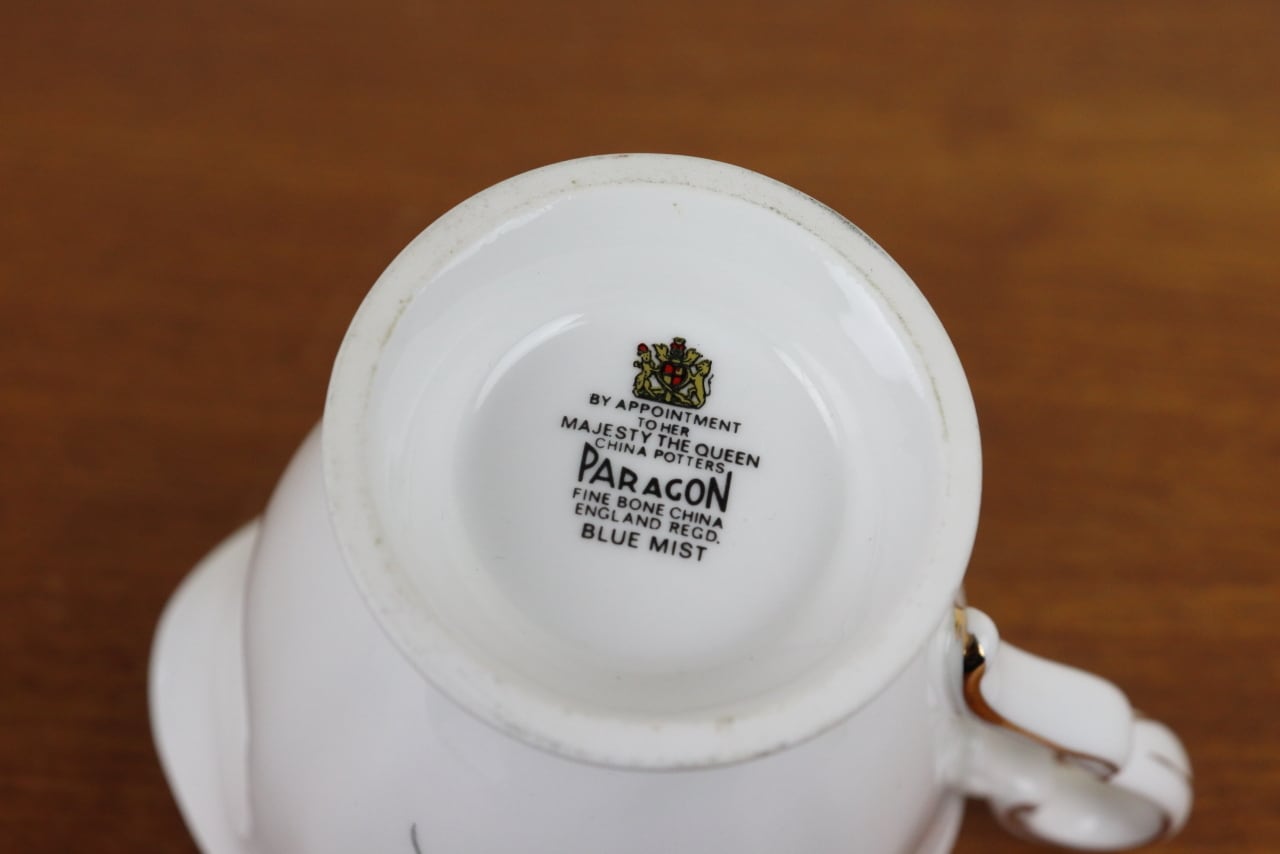 BY APPOINTMENT
TO HER
MAJESTY THE QUEEN
CHINA POTTERS
PARAGON
FINE BONE CHINA
ENGLAND REGD.
BLUE MIST